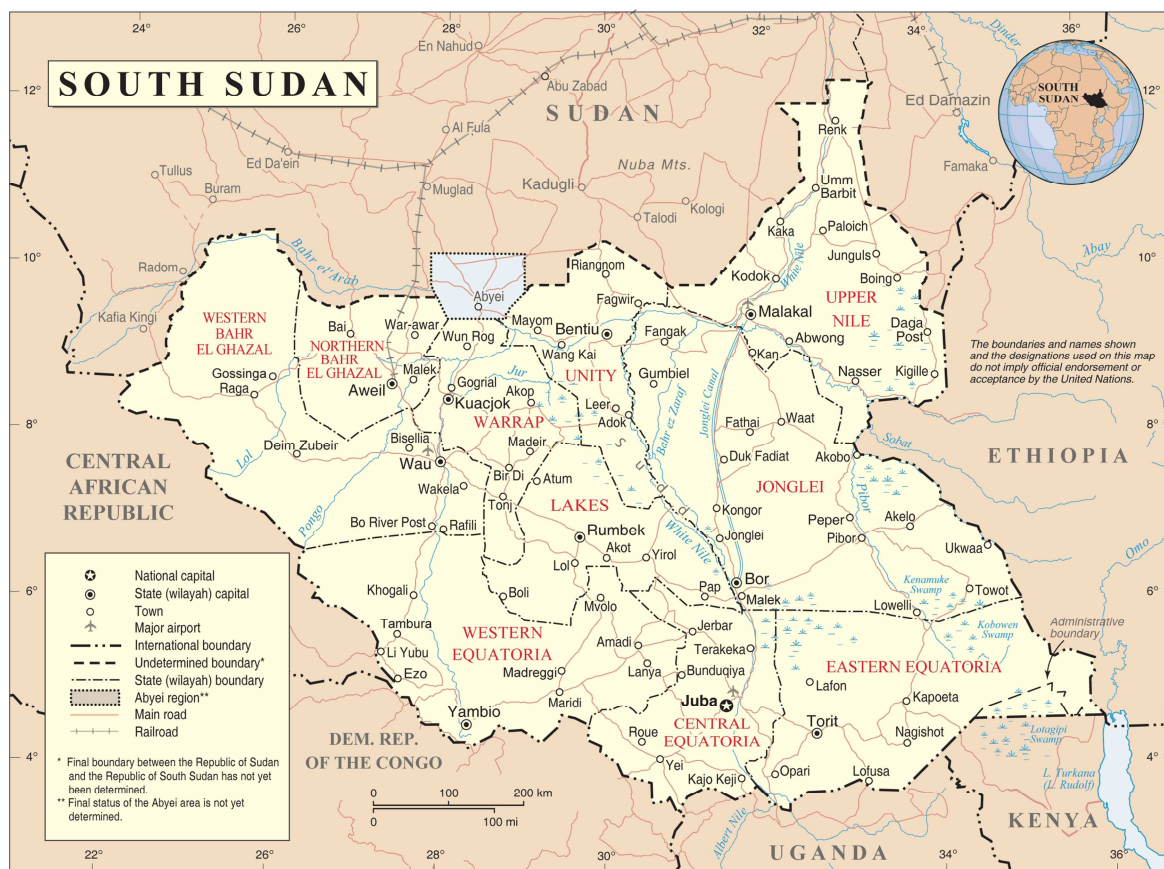 24°
26°
28°
30°
32°
34°
36°
SOUTH SUDAN
12°
12°
En Nahud
Abu Zabad
SUDAN
Dinder
SOUTH
SUDAN
Ed Damazin
Famaka
Al Fula
Ed Da'ein
Tullus
Buram
Muglad
Nuba Mts.
Kadugli
Talodi
Kologi
Renk
Umm
Barbit
Kaka
Paloich
10°
10°
Abay
Radom
Bahr el'Arab
Kafia Kingi
Abyei
Riangnom
Fagwir
Kodok
White Nile
Junguls
Boing
UPPER
NILE
Malakal
Daga
Post
WESTERN
BAHR
EL GHAZAL
Bai
War-awar
NORTHERN
BAHR
EL GHAZAL
Wun Rog
Mayom
Bentiu
Wang Kai
Fangak
Kan
Abwong
The boundaries and names shown
and the designations used on this map
do not imply official endorsement or
acceptance by the United Nations.
Gossinga
Raga
Malek
Aweil
Gogrial
Kuacjok
Jur
Akop
UNITY
Gumbiel
Leer
Adok
Bahr ez Zaraf
Jonglei Canal
Nasser
Kigille
WARRAP
Fathai
Waat
8°
8°
Deim Zubeir
Bisellia
Wau
Madeir
Bir Di
Atum
Sudd
Duk Fadiat
Akobo
Sobat
ETHIOPIA
CENTRAL
AFRICAN
REPUBLIC
Lol
Pongo
Wakela
Tonj
LAKES
JONGLEI
Pibor
Bo River Post
Rafili
Rumbek
Kongor
Jonglei
Peper
Pibor
Akelo
Ukwaa
Omo
Akot
Yirol
Lol
White Nile
6°
6°
Khogali
Boli
Mvolo
Pap
Bor
Malek
Kenamuke
Swamp
Towot
Lowelli
Kobowen
Swamp
Administrative
boundary
Tambura
Li Yubu
Ezo
WESTERN
EQUATORIA
Amadi
Jerbar
Terakeka
Madreggi
Lanya
Bunduqiya
EASTERN EQUATORIA
Maridi
Juba
Lafon
Kapoeta
Yambio
CENTRAL
EQUATORIA
Torit
Nagishot
Lotagipi
Swamp
Roue
Yei
Kajo Keji
Opari
Lofusa
4°
4°
DEM. REP.
OF THE CONGO
L. Turkana
(L. Rudolf)
KENYA
UGANDA
Albert Nile
National capital
State (wilayah) capital
Town
Major airport
International boundary
Undetermined boundary*
State (wilayah) boundary
Abyei region**
Main road
Railroad
* Final boundary between the Republic of Sudan
and the Republic of South Sudan has not yet
been determined.
** Final status of the Abyei area is not yet
determined.
0 100 200 km
0 100 mi
22°
26°
28°
30°
34°
36°